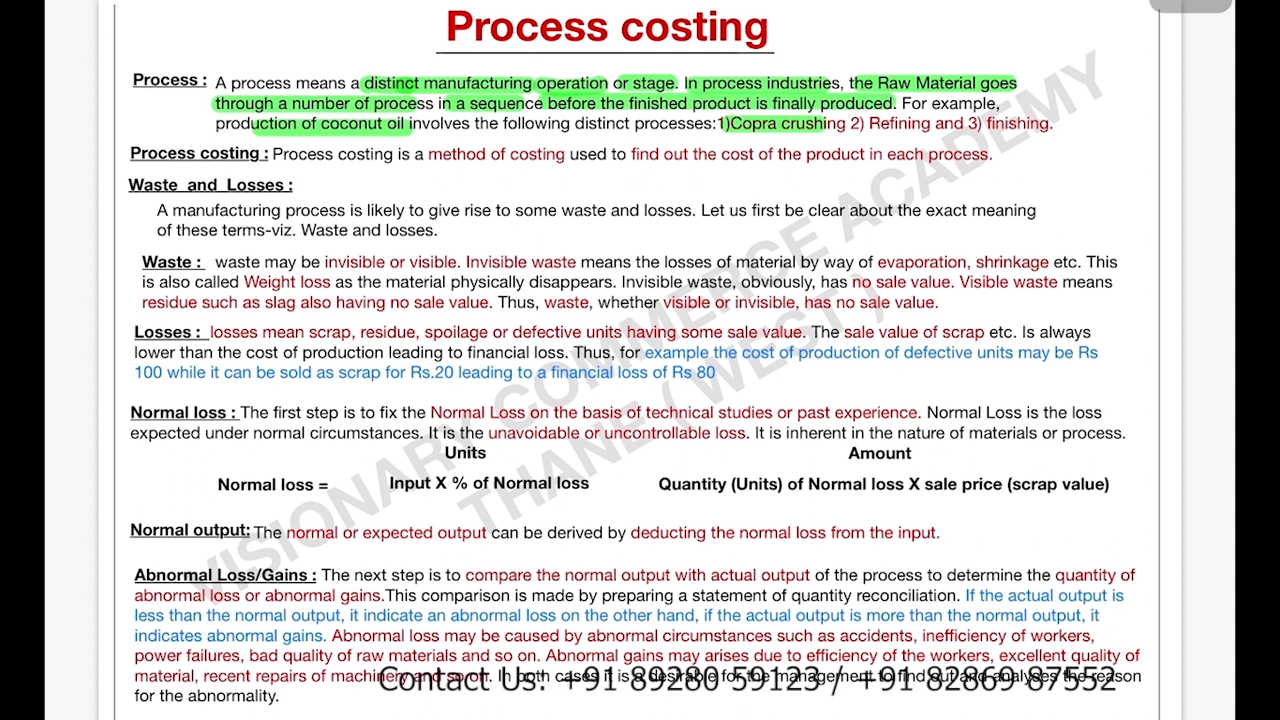 Process costing
Process : A process means a distinct manufacturing operation or stage. In process industries, the Raw Material goes
through a number of process in a sequence before the finished product is finally produced. For example,
production of coconut oil involves the following distinct processes:1)Copra crushing 2) Refining and 3) finishing.
Process costing : Process costing is a method of costing used to find out the cost of the product in each process.
Waste and Losses :
A manufacturing process is likely to give rise to some waste and losses. Let us first be clear about the exact meaning
of these terms-viz. Waste and losses.
Waste : waste may be invisible or visible. Invisible waste means the losses of material by way of evaporation, shrinkage etc. This
is also called Weight loss as the material physically disappears. Invisible waste, obviously, has no sale value. Visible waste means
residue such as slag also having no sale value. Thus, waste, whether visible or invisible, has no sale value.
Losses : losses mean scrap, residue, spoilage or defective units having some sale value. The sale value of scrap etc. Is always
lower than the cost of production leading to financial loss. Thus, for example the cost of production of defective units may be Rs
100 while it can be sold as scrap for Rs.20 leading to a financial loss of Rs 80
Normal loss : The first step is to fix the Normal Loss on the basis of technical studies or past experience. Normal Loss is the loss
expected under normal circumstances. It is the unavoidable or uncontrollable loss. It is inherent in the nature of materials or process.
Units Amount
Normal loss = Input X % of Normal loss Quantity (Units) of Normal loss X sale price (scrap value)
Normal output: The normal or expected output can be derived by deducting the normal loss from the input.
Abnormal Loss/Gains : The next step is to compare the normal output with actual output of the process to determine the quantity of
abnormal loss or abnormal gains.This comparison is made by preparing a statement of quantity reconciliation. If the actual output is
less than the normal output, it indicate an abnormal loss on the other hand, if the actual output is more than the normal output, it
indicates abnormal gains. Abnormal loss may be caused by abnormal circumstances such as accidents, inefficiency of workers,
power failures, bad quality of raw materials and so on. Abnormal gains may arises due to efficiency of the workers, excellent quality of
material, recent repairs of machinery and so on. In both cases it is desirable for the management to find out and analyses the reason
for the abnormality.
Contact Us: +91 89280 59123 / +91 82869 87552
VISIONARY COMMERCE ACADEMY
THANE ( WEST )